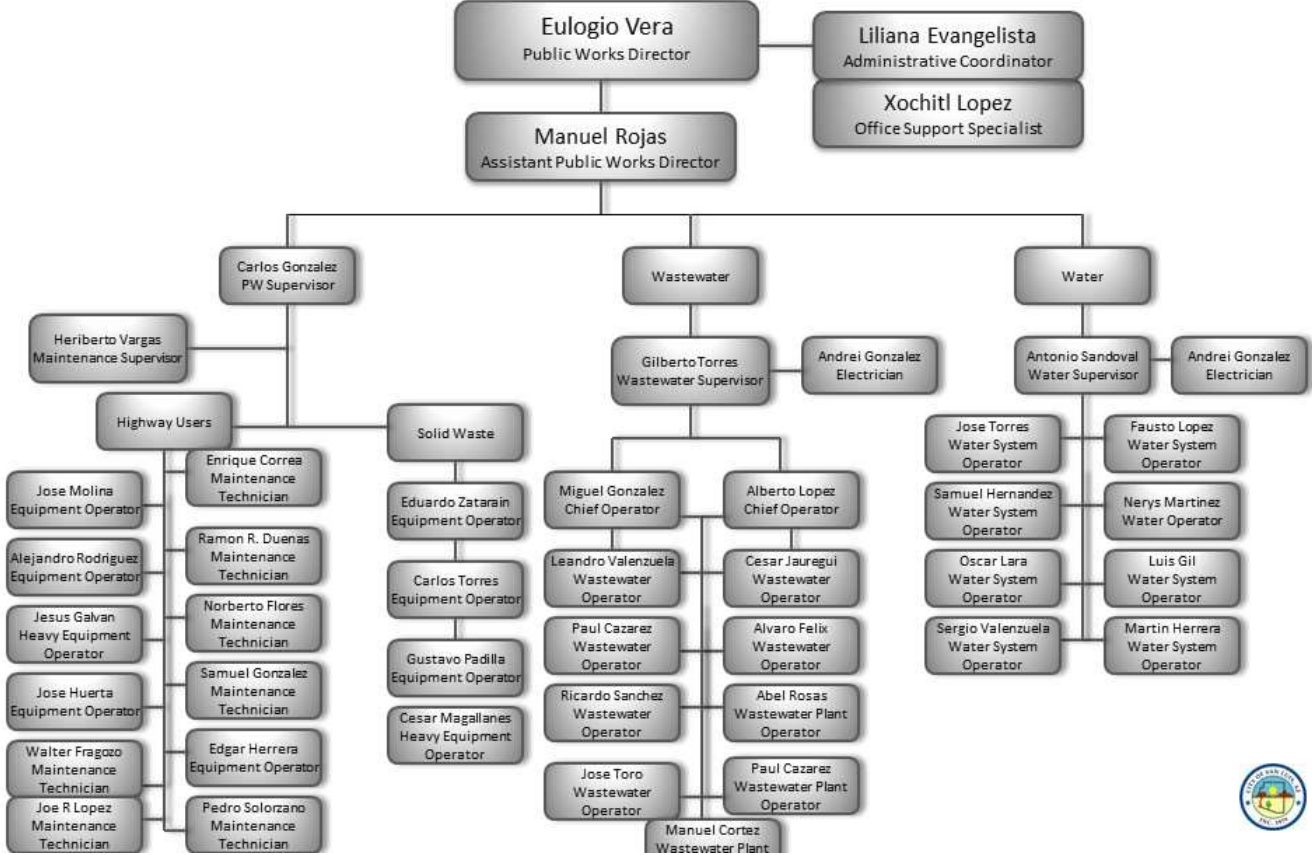 Eulogio Vera
Public Works Director
Liliana Evangelista
Administrative Coordinator
Xochitl Lopez
Office Support Specialist
Manuel Rojas
Assistant Public Works Director
Carlos Gonzalez
PW Supervisor
Wastewater
Water
Heriberto Vargas
Maintenance Supervisor
Gilberto Torres
Wastewater Supervisor
Andrei Gonzalez
Electrician
Antonio Sandoval
Water Supervisor
Andrei Gonzalez
Electrician
Highway Users
Solid Waste
Jose Molina
Equipment Operator
Alejandro Rodriguez
Equipment Operator
Jesus Galvan
Heavy Equipment
Operator
Jose Huerta
Equipment Operator
Walter Fragozo
Maintenance
Technician
Joe R Lopez
Maintenance
Technician
Enrique Correa
Maintenance
Technician
Ramon R. Duenas
Maintenance
Technician
Norberto Flores
Maintenance
Technician
Samuel Gonzalez
Maintenance
Technician
Edgar Herrera
Equipment Operator
Pedro Solorzano
Maintenance
Technician
Eduardo Zatarain
Equipment Operator
Carlos Torres
Equipment Operator
Gustavo Padilla
Equipment Operator
Cesar Magallanes
Heavy Equipment
Operator
Miguel Gonzalez
Chief Operator
Alberto Lopez
Chief Operator
Leandro Valenzuela
Wastewater
Operator
Cesar Jauregui
Wastewater
Operator
Paul Cazarez
Wastewater
Operator
Alvaro Felix
Wastewater
Operator
Ricardo Sanchez
Wastewater
Operator
Abel Rosas
Wastewater Plant
Operator
Jose Toro
Wastewater
Operator
Paul Cazarez
Wastewater Plant
Operator
Manuel Cortez
Wastewater Plant
Jose Torres
Water System
Operator
Fausto Lopez
Water System
Operator
Samuel Hernandez
Water System
Operator
Nerys Martinez
Water Operator
Oscar Lara
Water System
Operator
Luis Gil
Water System
Operator
Sergio Valenzuela
Water System
Operator
Martin Herrera
Water System
Operator
CITY OF SAN LUIS, AZ
INC. 1979